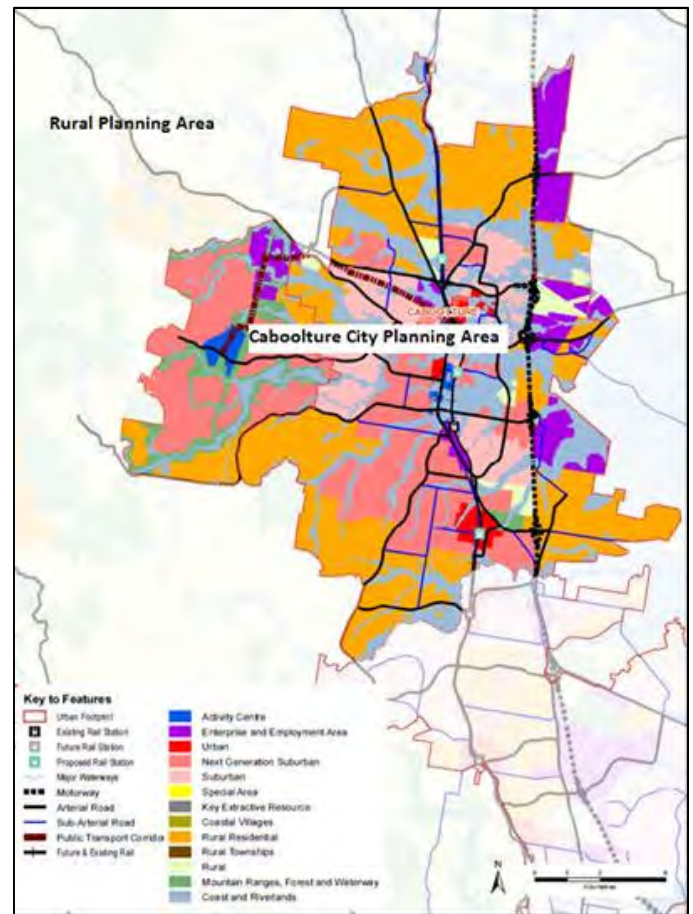 Rural Planning Area
CABOOLTURE
Caboolture City Planning Area
Key to Features
Urban Footprint
Existing Rail Station
Future Rail Station
Proposed Rail Station
Major Waterways
Motorway
Arterial Road
Sub-Arterial Road
Public Transport Corridor
Future & Existing Rail
Activity Centre
Enterprise and Employment Area
Urban
Next Generation Suburban
Suburban
Special Area
Key Extractive Resource
Coastal Villages
Rural Residential
Rural Townships
Rural
Mountain Ranges, Forest and Waterway
Coast and Riverlands
N